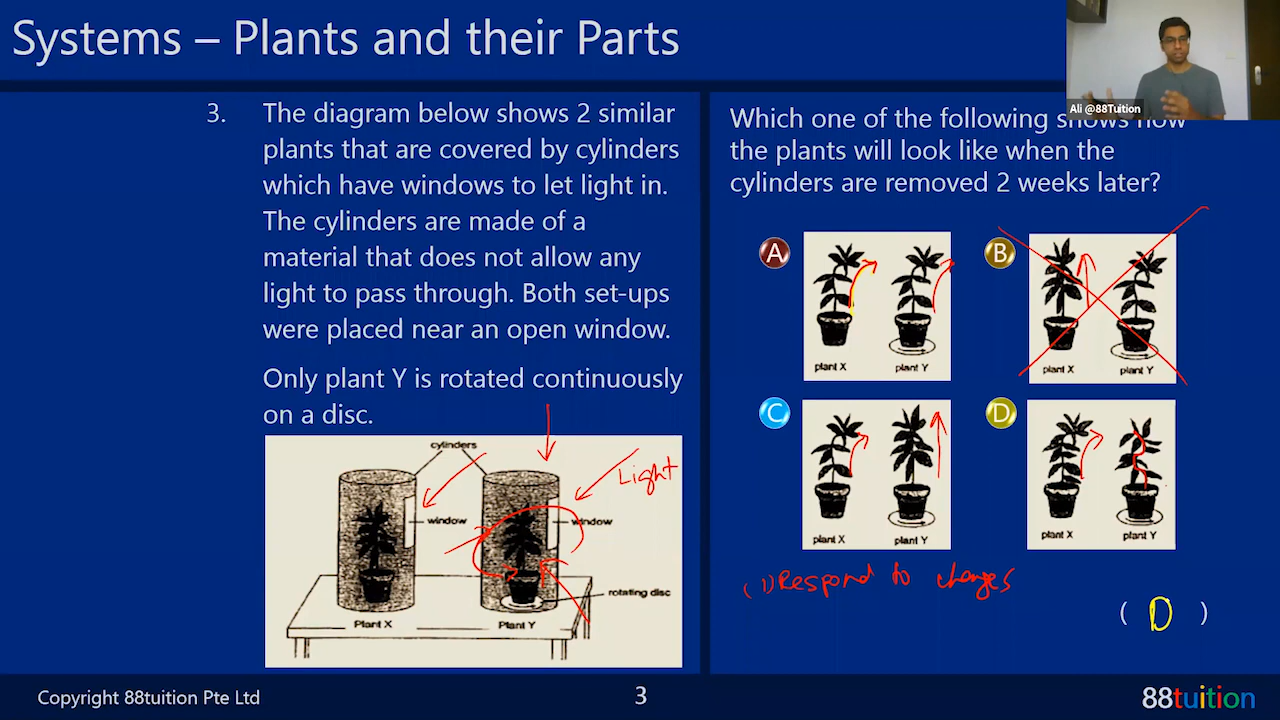 Systems – Plants and their Parts
Ali @88Tuition
3. The diagram below shows 2 similar
plants that are covered by cylinders
which have windows to let light in.
The cylinders are made of a
material that does not allow any
light to pass through. Both set-ups
were placed near an open window.
Only plant Y is rotated continuously
on a disc.
cylinders
Light
window
window
rotating disc
Plant X
Plant Y
Which one of the following shows how
the plants will look like when the
cylinders are removed 2 weeks later?
A
plant X
plant Y
B
plant X
plant Y
C
plant X
plant Y
D
plant X
plant Y
(1) Respond to changes
( D )
Copyright 88tuition Pte Ltd
3
88tuition